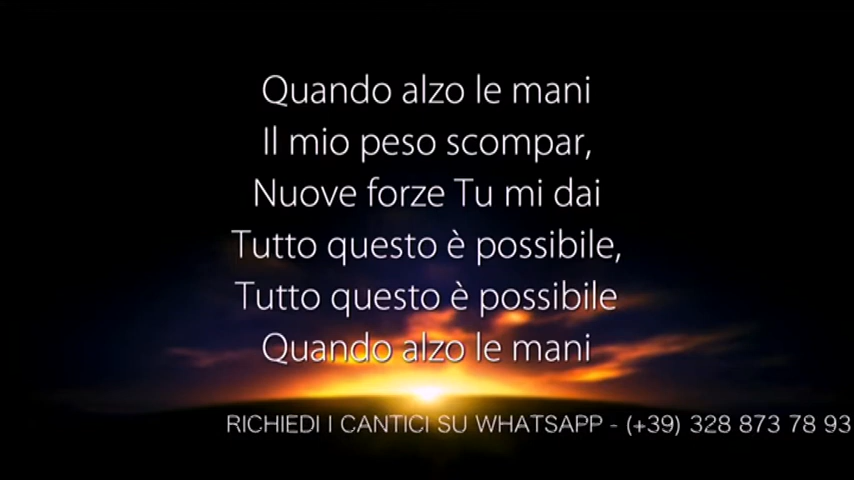 Quando alzo le mani
Il mio peso scompar,
Nuove forze Tu mi dai
Tutto questo è possibile,
Tutto questo è possibile
Quando alzo le mani
RICHIEDI I CANTICI SU WHATSAPP - (+39) 328 873 78 93